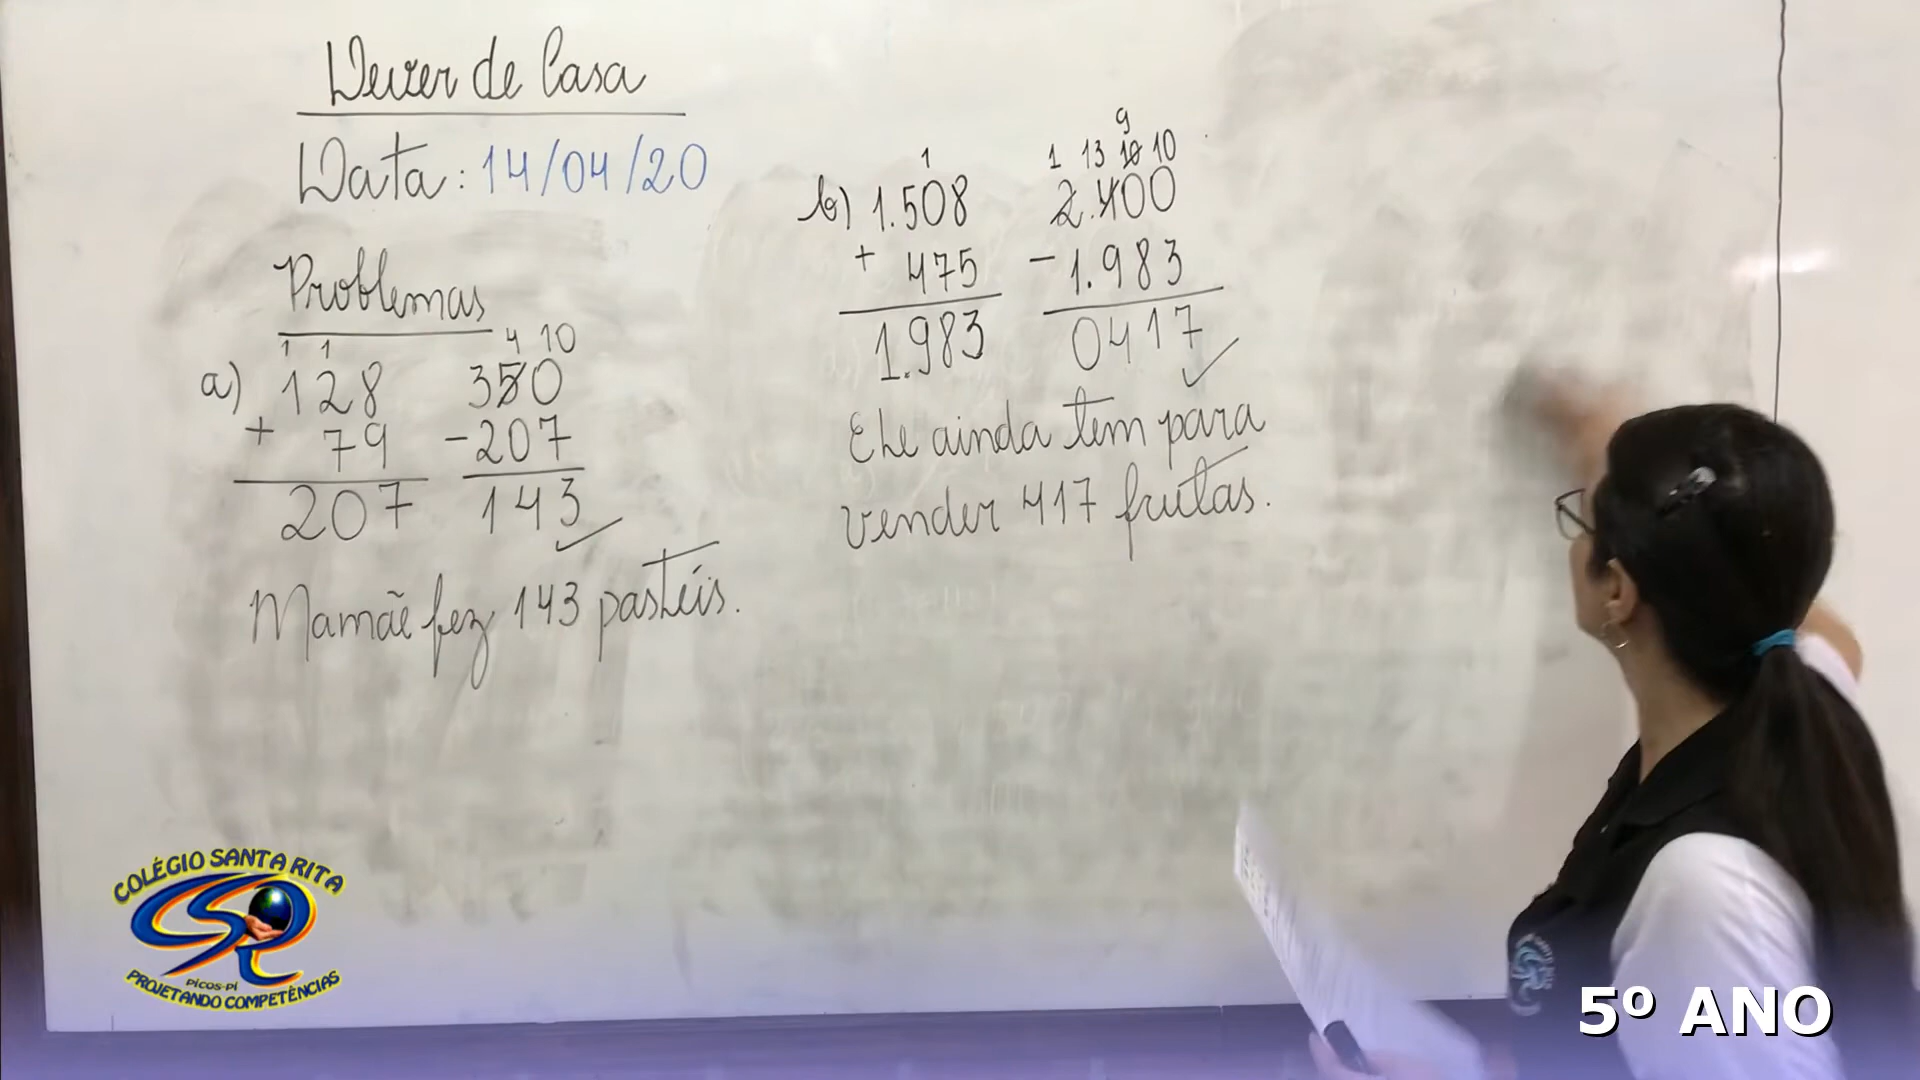 Dever de Casa
Data: 14/04/20
Problemas
1 1
a) 128
+ 79
207
4 10
350
-207
143
Mamãe fez 143 pastéis.
1
b) 1.508
+ 475
1.983
9
1 13 10 10
2.400
-1.983
0417
Ele ainda tem para
vender 417 frutas.
COLÉGIO SANTA RITA
PICOS-PI
PROJETANDO COMPETÊNCIAS
5º ANO